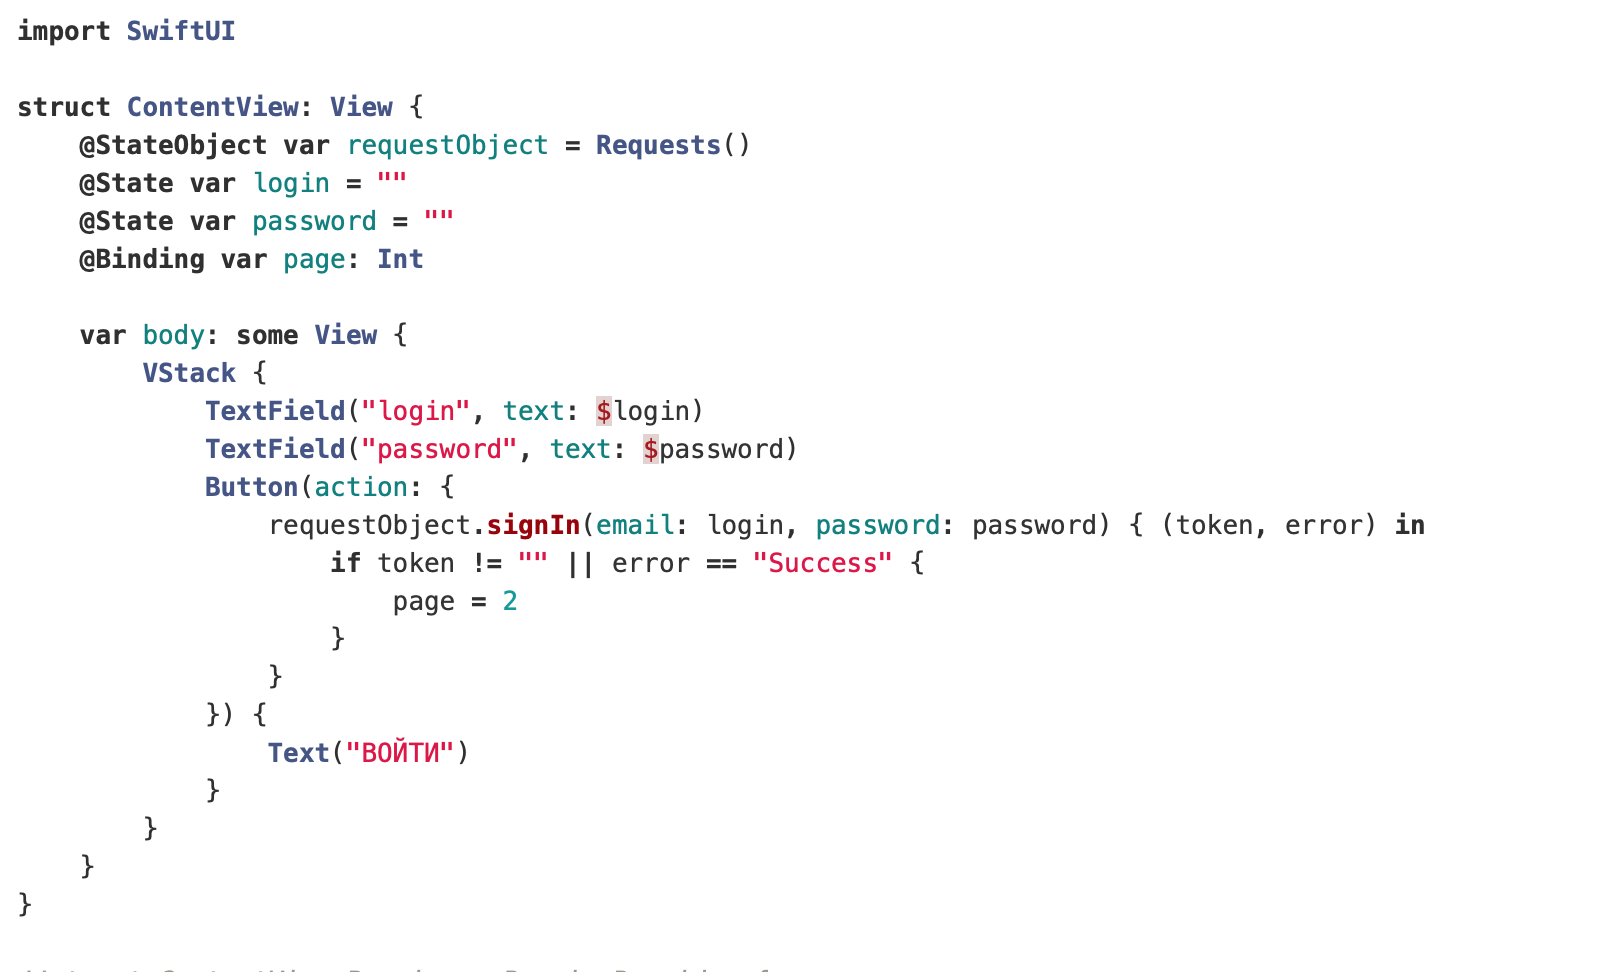 import SwiftUI
struct ContentView: View {
@StateObject var requestObject = Requests()
@State var login = ""
@State var password = ""
@Binding var page: Int
var body: some View {
VStack {
TextField("login", text: $login)
TextField("password", text: $password)
Button(action: {
requestObject.signIn(email: login, password: password) { (token, error) in
if token != "" || error == "Success" {
page = 2
}
}
}) {
Text("ВОЙТИ")
}
}
}
}